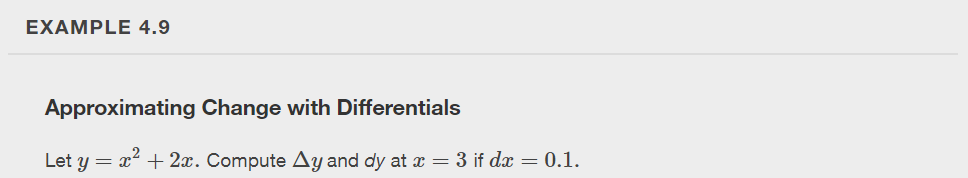 EXAMPLE 4.9
Approximating Change with Differentials
Let y = x² + 2x. Compute Δy and dy at x = 3 if dx = 0.1.